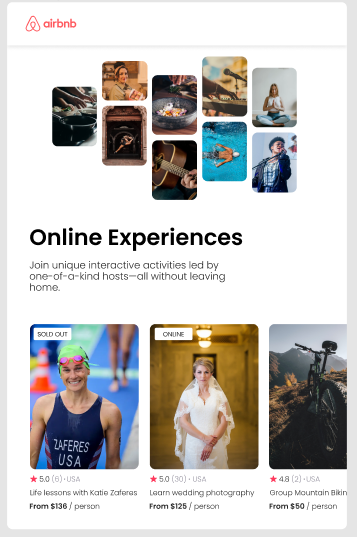 airbnb
Online Experiences
Join unique interactive activities led by
one-of-a-kind hosts—all without leaving
home.
SOLD OUT
ZAFERES
USA
5.0 (6) • USA
Life lessons with Katie Zaferes
From $136 / person
ONLINE
5.0 (30) • USA
Learn wedding photography
From $125 / person
4.8 (2) • USA
Group Mountain Bikin
From $50 / person